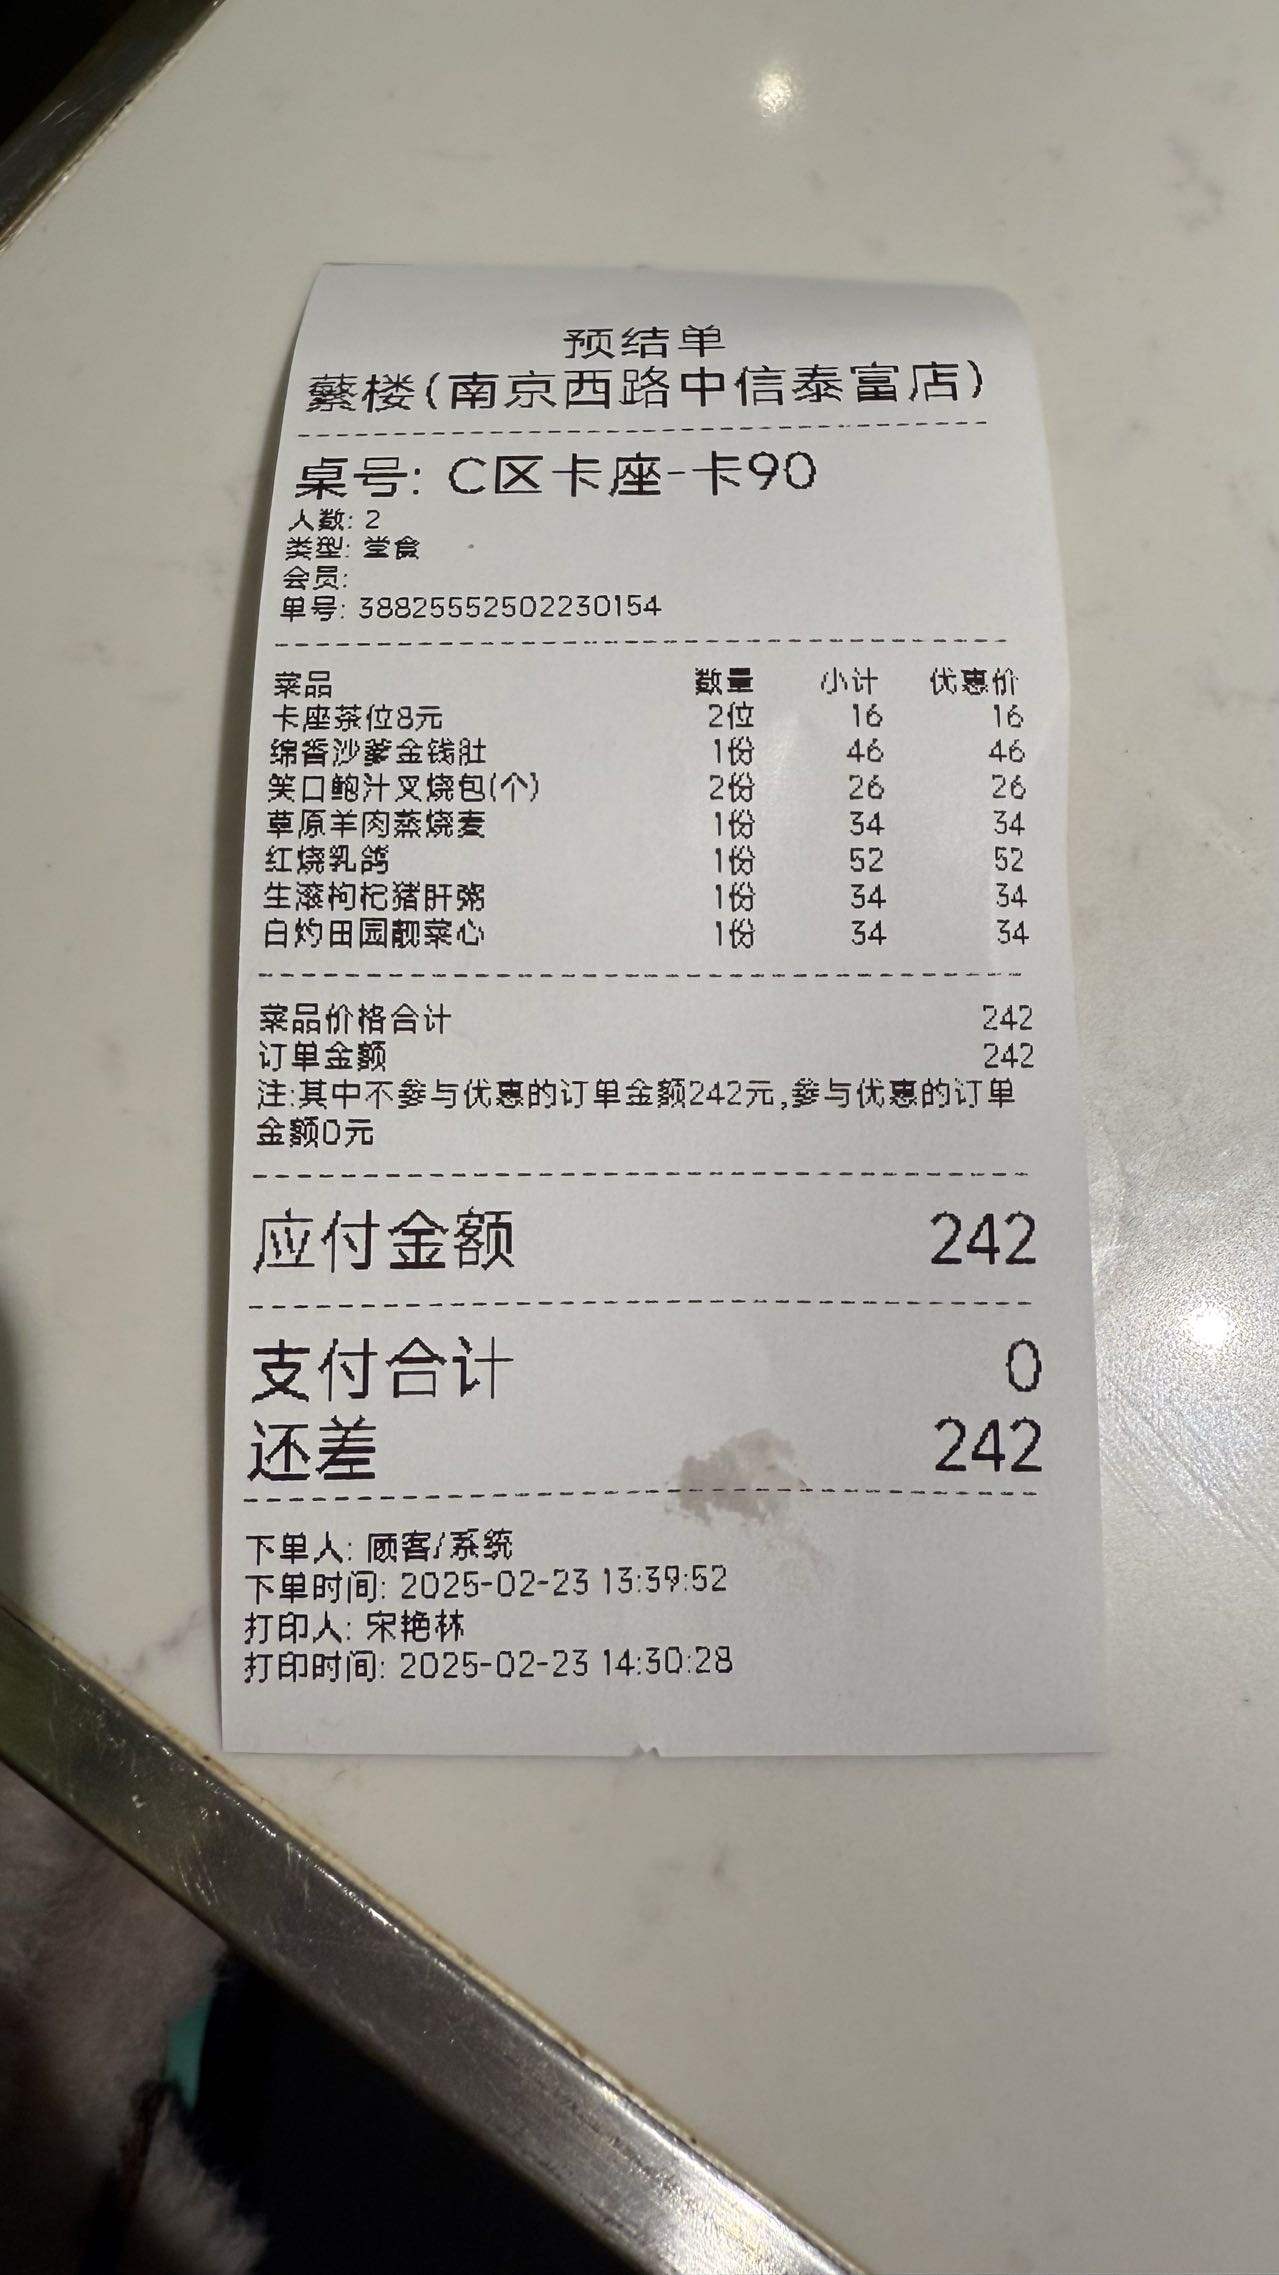 预结单
蘩楼(南京西路中信泰富店)
桌号: C区卡座-卡90
人数: 2
类型: 堂食
会员:
单号: 38825552502230154
菜品 数量 小计 优惠价
卡座茶位8元 2位 16 16
绵香沙爹金钱肚 1份 46 46
笑口鲍汁叉烧包(个) 2份 26 26
草原羊肉蒸烧麦 1份 34 34
红烧乳鸽 1份 52 52
生滚枸杞猪肝粥 1份 34 34
白灼田园靓菜心 1份 34 34
菜品价格合计 242
订单金额 242
注:其中不参与优惠的订单金额242元,参与优惠的订单
金额0元
应付金额 242
支付合计 0
还差 242
下单人: 顾客/系统
下单时间: 2025-02-23 13:39:52
打印人: 宋艳林
打印时间: 2025-02-23 14:30:28